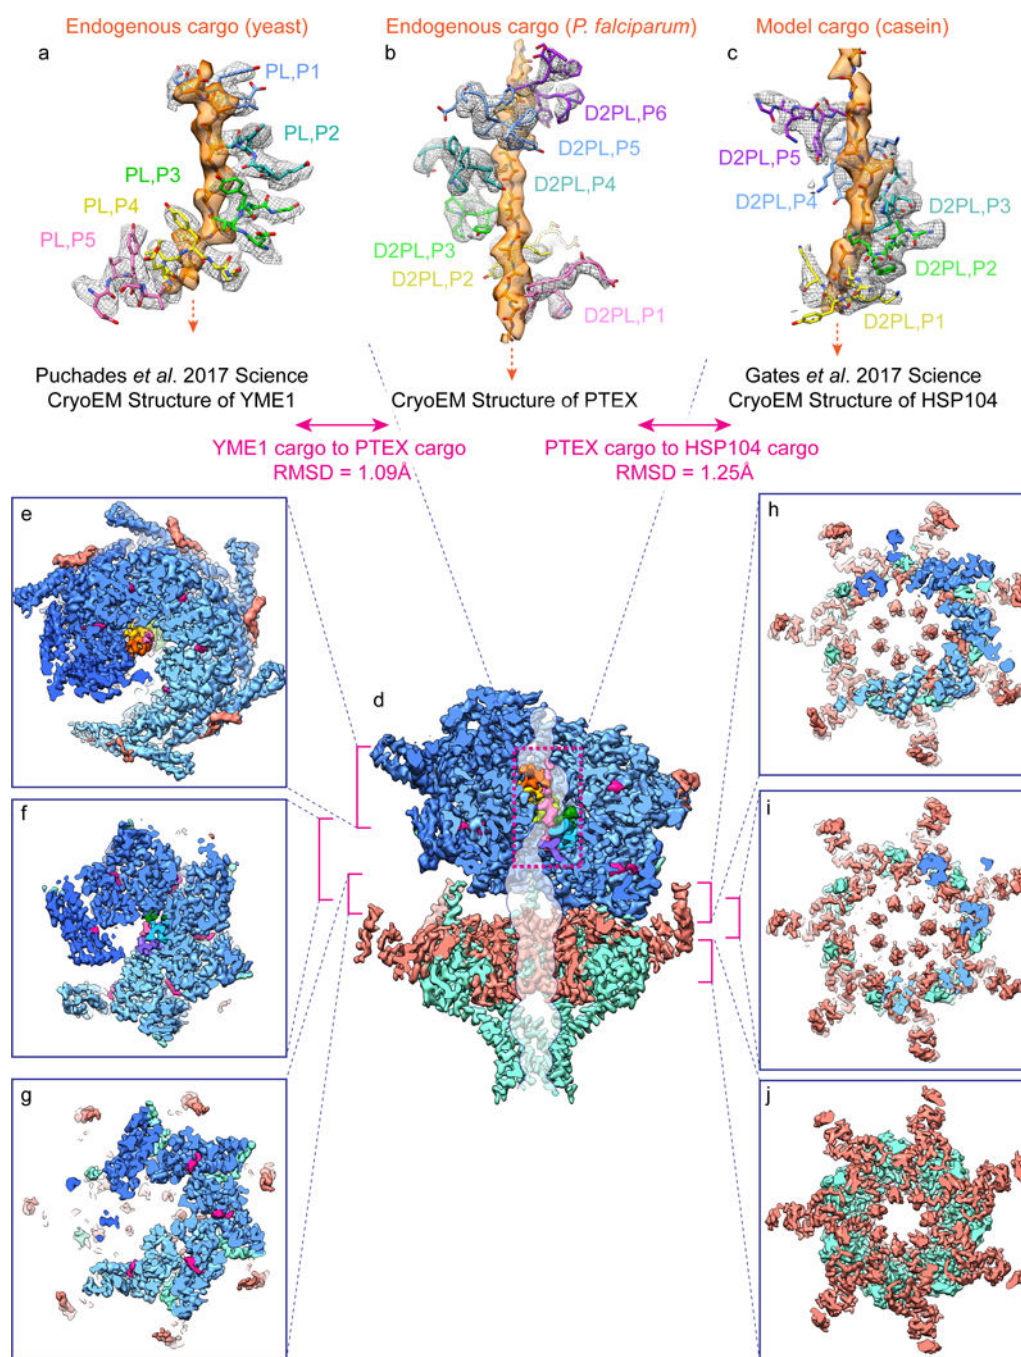 Endogenous cargo (yeast)
Endogenous cargo (P. falciparum)
Model cargo (casein)
a
PL,P1
PL,P2
PL,P3
PL,P4
PL,P5
b
D2PL,P6
D2PL,P5
D2PL,P4
D2PL,P3
D2PL,P2
D2PL,P1
c
D2PL,P5
D2PL,P4
D2PL,P3
D2PL,P2
D2PL,P1
Puchades et al. 2017 Science
CryoEM Structure of YME1
CryoEM Structure of PTEX
Gates et al. 2017 Science
CryoEM Structure of HSP104
YME1 cargo to PTEX cargo
RMSD = 1.09Å
PTEX cargo to HSP104 cargo
RMSD = 1.25Å
e
h
d
f
i
g
j